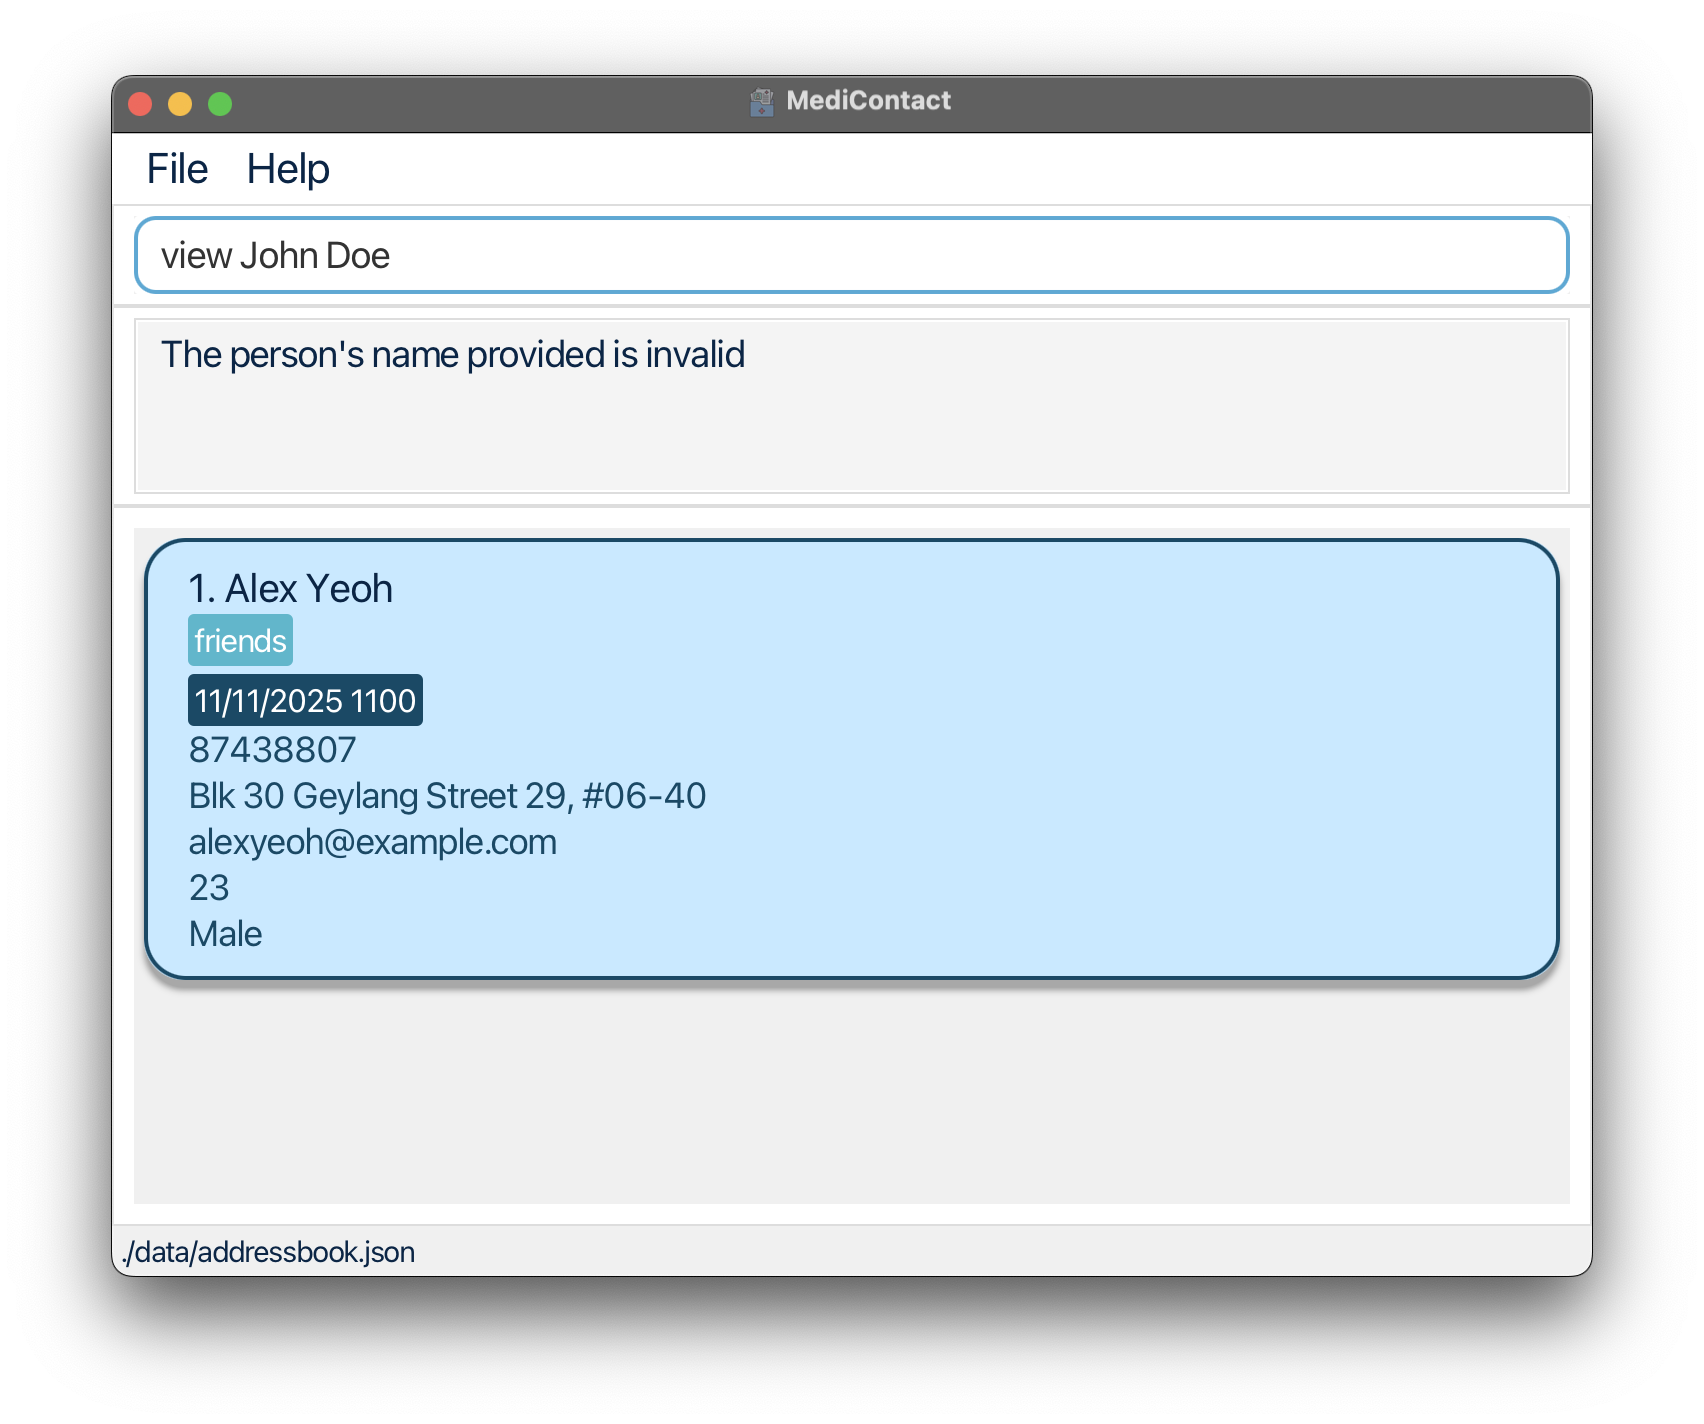 MediContact
File Help
view John Doe
The person's name provided is invalid
1. Alex Yeoh
friends
11/11/2025 1100
87438807
Blk 30 Geylang Street 29, #06-40
alexyeoh@example.com
23
Male
./data/addressbook.json